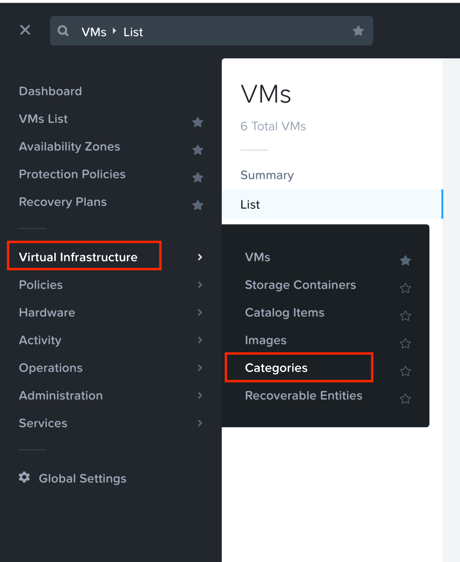 VMs List
Dashboard
VMs List
Availability Zones
Protection Policies
Recovery Plans
Virtual Infrastructure
Policies
Hardware
Activity
Operations
Administration
Services
Global Settings
VMs
6 Total VMs
Summary
List
VMs
Storage Containers
Catalog Items
Images
Categories
Recoverable Entities